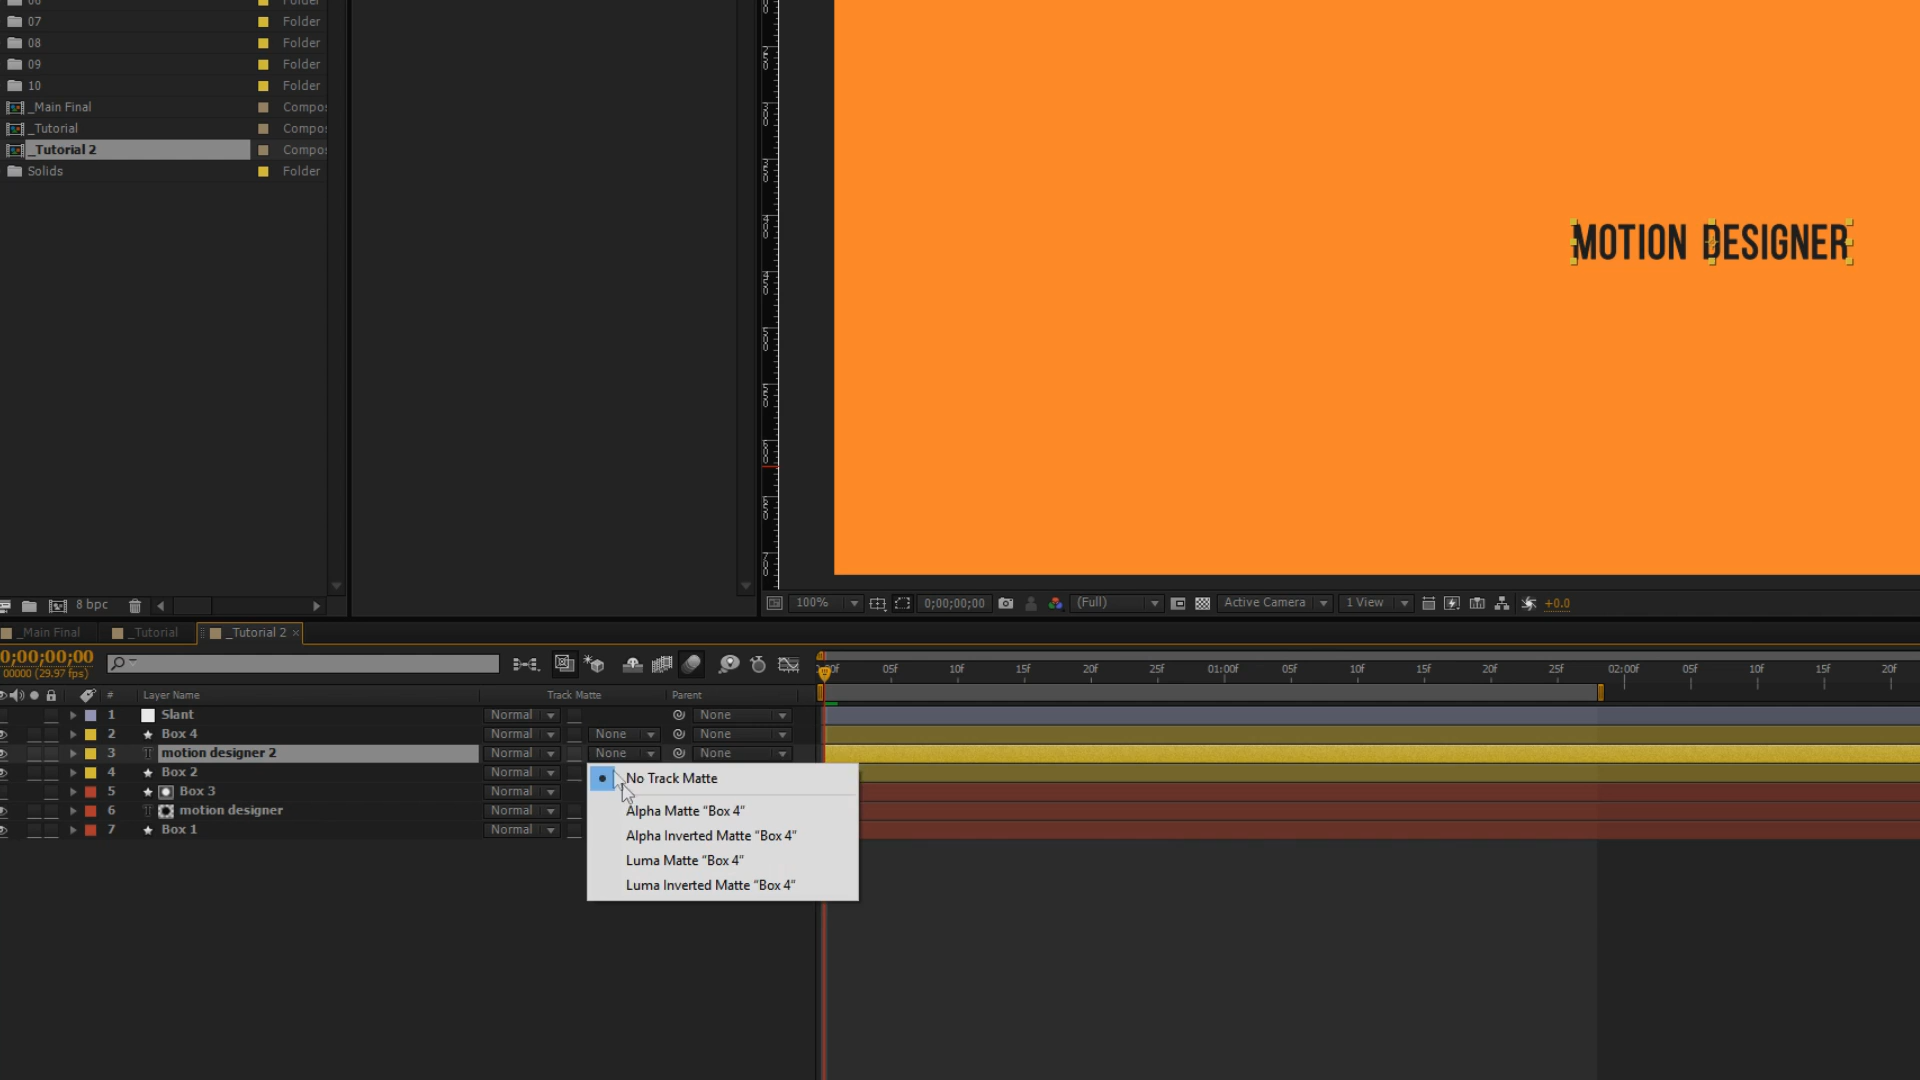 Folder
07 Folder
08 Folder
09 Folder
10 Folder
_Main Final Compos
_Tutorial Compos
_Tutorial 2 Compos
Solids Folder
MOTION DESIGNER
8 bpc
100% 0;00;00;00 (Full) Active Camera 1 View +0.0
_Main Final _Tutorial _Tutorial 2 ×
0;00;00;00
00000 (29.97 fps)
05f 10f 15f 20f 25f 01:00f 05f 10f 15f 20f 25f 02:00f 05f 10f 15f 20f
# Layer Name Track Matte Parent
1 Slant Normal None
2 Box 4 Normal None None
3 motion designer 2 Normal None None
4 Box 2 Normal
5 Box 3 Normal
6 motion designer Normal
7 Box 1 Normal
No Track Matte
Alpha Matte "Box 4"
Alpha Inverted Matte "Box 4"
Luma Matte "Box 4"
Luma Inverted Matte "Box 4"